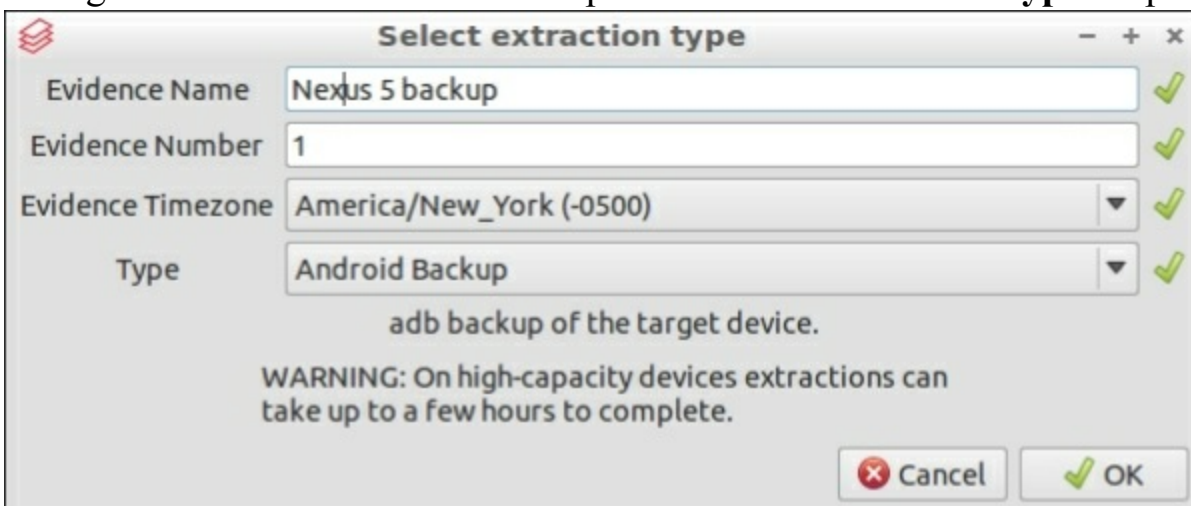 Select extraction type
Evidence Name Nexus 5 backup
Evidence Number 1
Evidence Timezone America/New_York (-0500)
Type Android Backup
adb backup of the target device.
WARNING: On high-capacity devices extractions can
take up to a few hours to complete.
Cancel OK